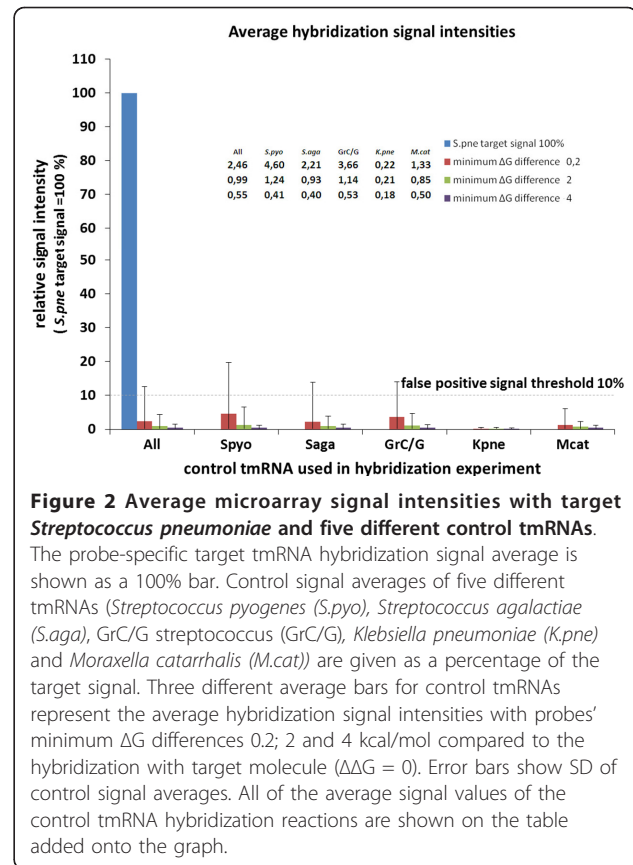 Average hybridization signal intensities
110
100
90
80
70
60
50
40
30
20
10
0
relative signal intensity
( S.pne target signal =100 %)
All S.pyo S.aga GrC/G K.pne M.cat
2,46 4,60 2,21 3,66 0,22 1,33
0,99 1,24 0,93 1,14 0,21 0,85
0,55 0,41 0,40 0,53 0,18 0,50
S.pne target signal 100%
minimum ΔG difference 0,2
minimum ΔG difference 2
minimum ΔG difference 4
false positive signal threshold 10%
All Spyo Saga GrC/G Kpne Mcat
control tmRNA used in hybridization experiment
Figure 2 Average microarray signal intensities with target
Streptococcus pneumoniae and five different control tmRNAs.
The probe-specific target tmRNA hybridization signal average is
shown as a 100% bar. Control signal averages of five different
tmRNAs (Streptococcus pyogenes (S.pyo), Streptococcus agalactiae
(S.aga), GrC/G streptococcus (GrC/G), Klebsiella pneumoniae (K.pne)
and Moraxella catarrhalis (M.cat)) are given as a percentage of the
target signal. Three different average bars for control tmRNAs
represent the average hybridization signal intensities with probes'
minimum ΔG differences 0.2; 2 and 4 kcal/mol compared to the
hybridization with target molecule (ΔΔG = 0). Error bars show SD of
control signal averages. All of the average signal values of the
control tmRNA hybridization reactions are shown on the table
added onto the graph.